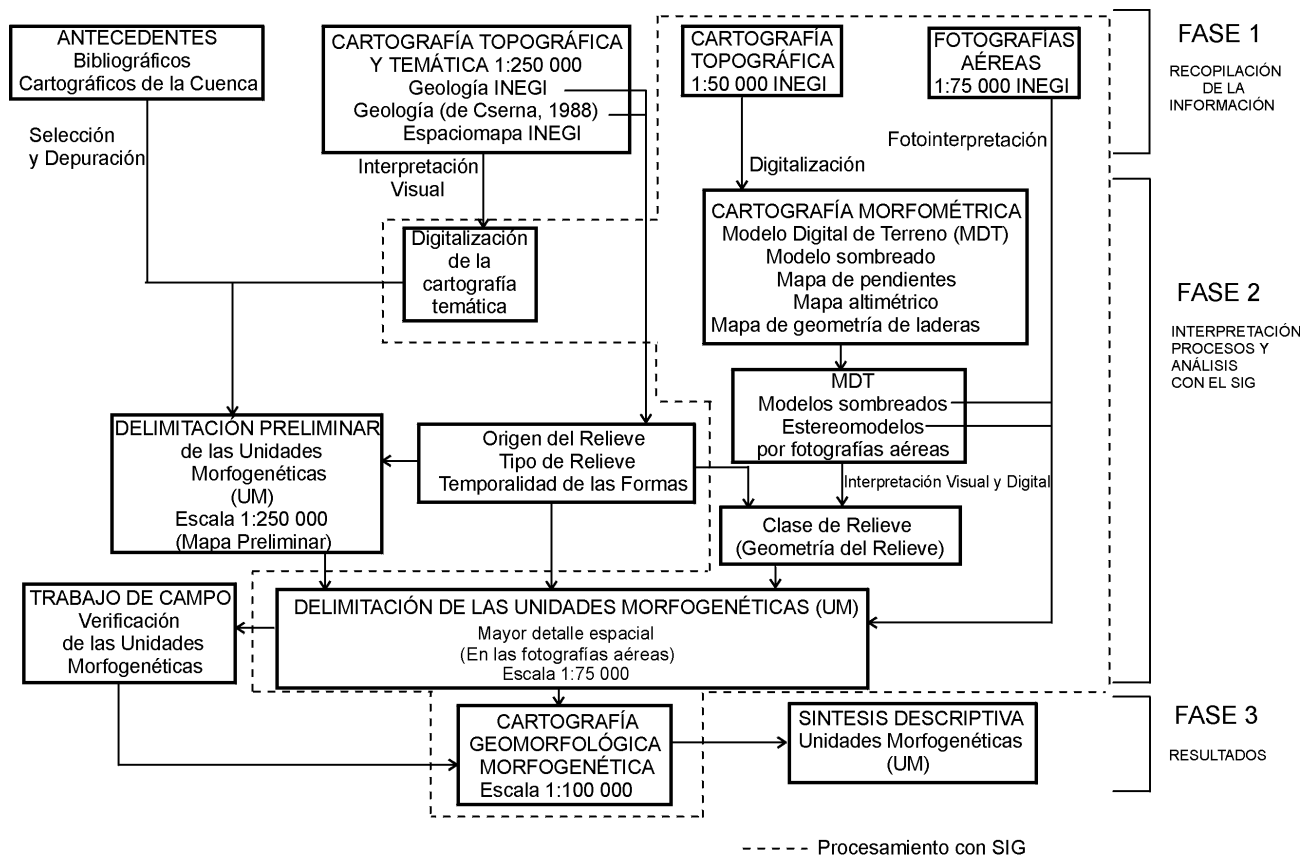 ANTECEDENTES
Bibliográficos
Cartográficos de la Cuenca
CARTOGRAFÍA TOPOGRÁFICA
Y TEMÁTICA 1:250 000
Geología INEGI
Geología (de Cserna, 1988)
Espaciomapa INEGI
CARTOGRAFÍA
TOPOGRÁFICA
1:50 000 INEGI
FOTOGRAFÍAS
AÉREAS
1:75 000 INEGI
FASE 1
RECOPILACIÓN
DE LA
INFORMACIÓN
Selección
y Depuración
Interpretación
Visual
Digitalización
Fotointerpretación
Digitalización
de la
cartografía
temática
CARTOGRAFÍA MORFOMÉTRICA
Modelo Digital de Terreno (MDT)
Modelo sombreado
Mapa de pendientes
Mapa altimétrico
Mapa de geometría de laderas
FASE 2
INTERPRETACIÓN
PROCESOS Y
ANÁLISIS
CON EL SIG
MDT
Modelos sombreados
Estereomodelos
por fotografías aéreas
DELIMITACIÓN PRELIMINAR
de las Unidades
Morfogenéticas
(UM)
Escala 1:250 000
(Mapa Preliminar)
Origen del Relieve
Tipo de Relieve
Temporalidad de las Formas
Interpretación Visual y Digital
Clase de Relieve
(Geometría del Relieve)
TRABAJO DE CAMPO
Verificación
de las Unidades
Morfogenéticas
DELIMITACIÓN DE LAS UNIDADES MORFOGENÉTICAS (UM)
Mayor detalle espacial
(En las fotografías aéreas)
Escala 1:75 000
CARTOGRAFÍA
GEOMORFOLÓGICA
MORFOGENÉTICA
Escala 1:100 000
SINTESIS DESCRIPTIVA
Unidades Morfogenéticas
(UM)
FASE 3
RESULTADOS
Procesamiento con SIG